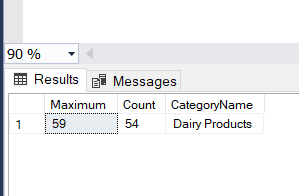 90 %
Results Messages
Maximum Count CategoryName
1 59 54 Dairy Products